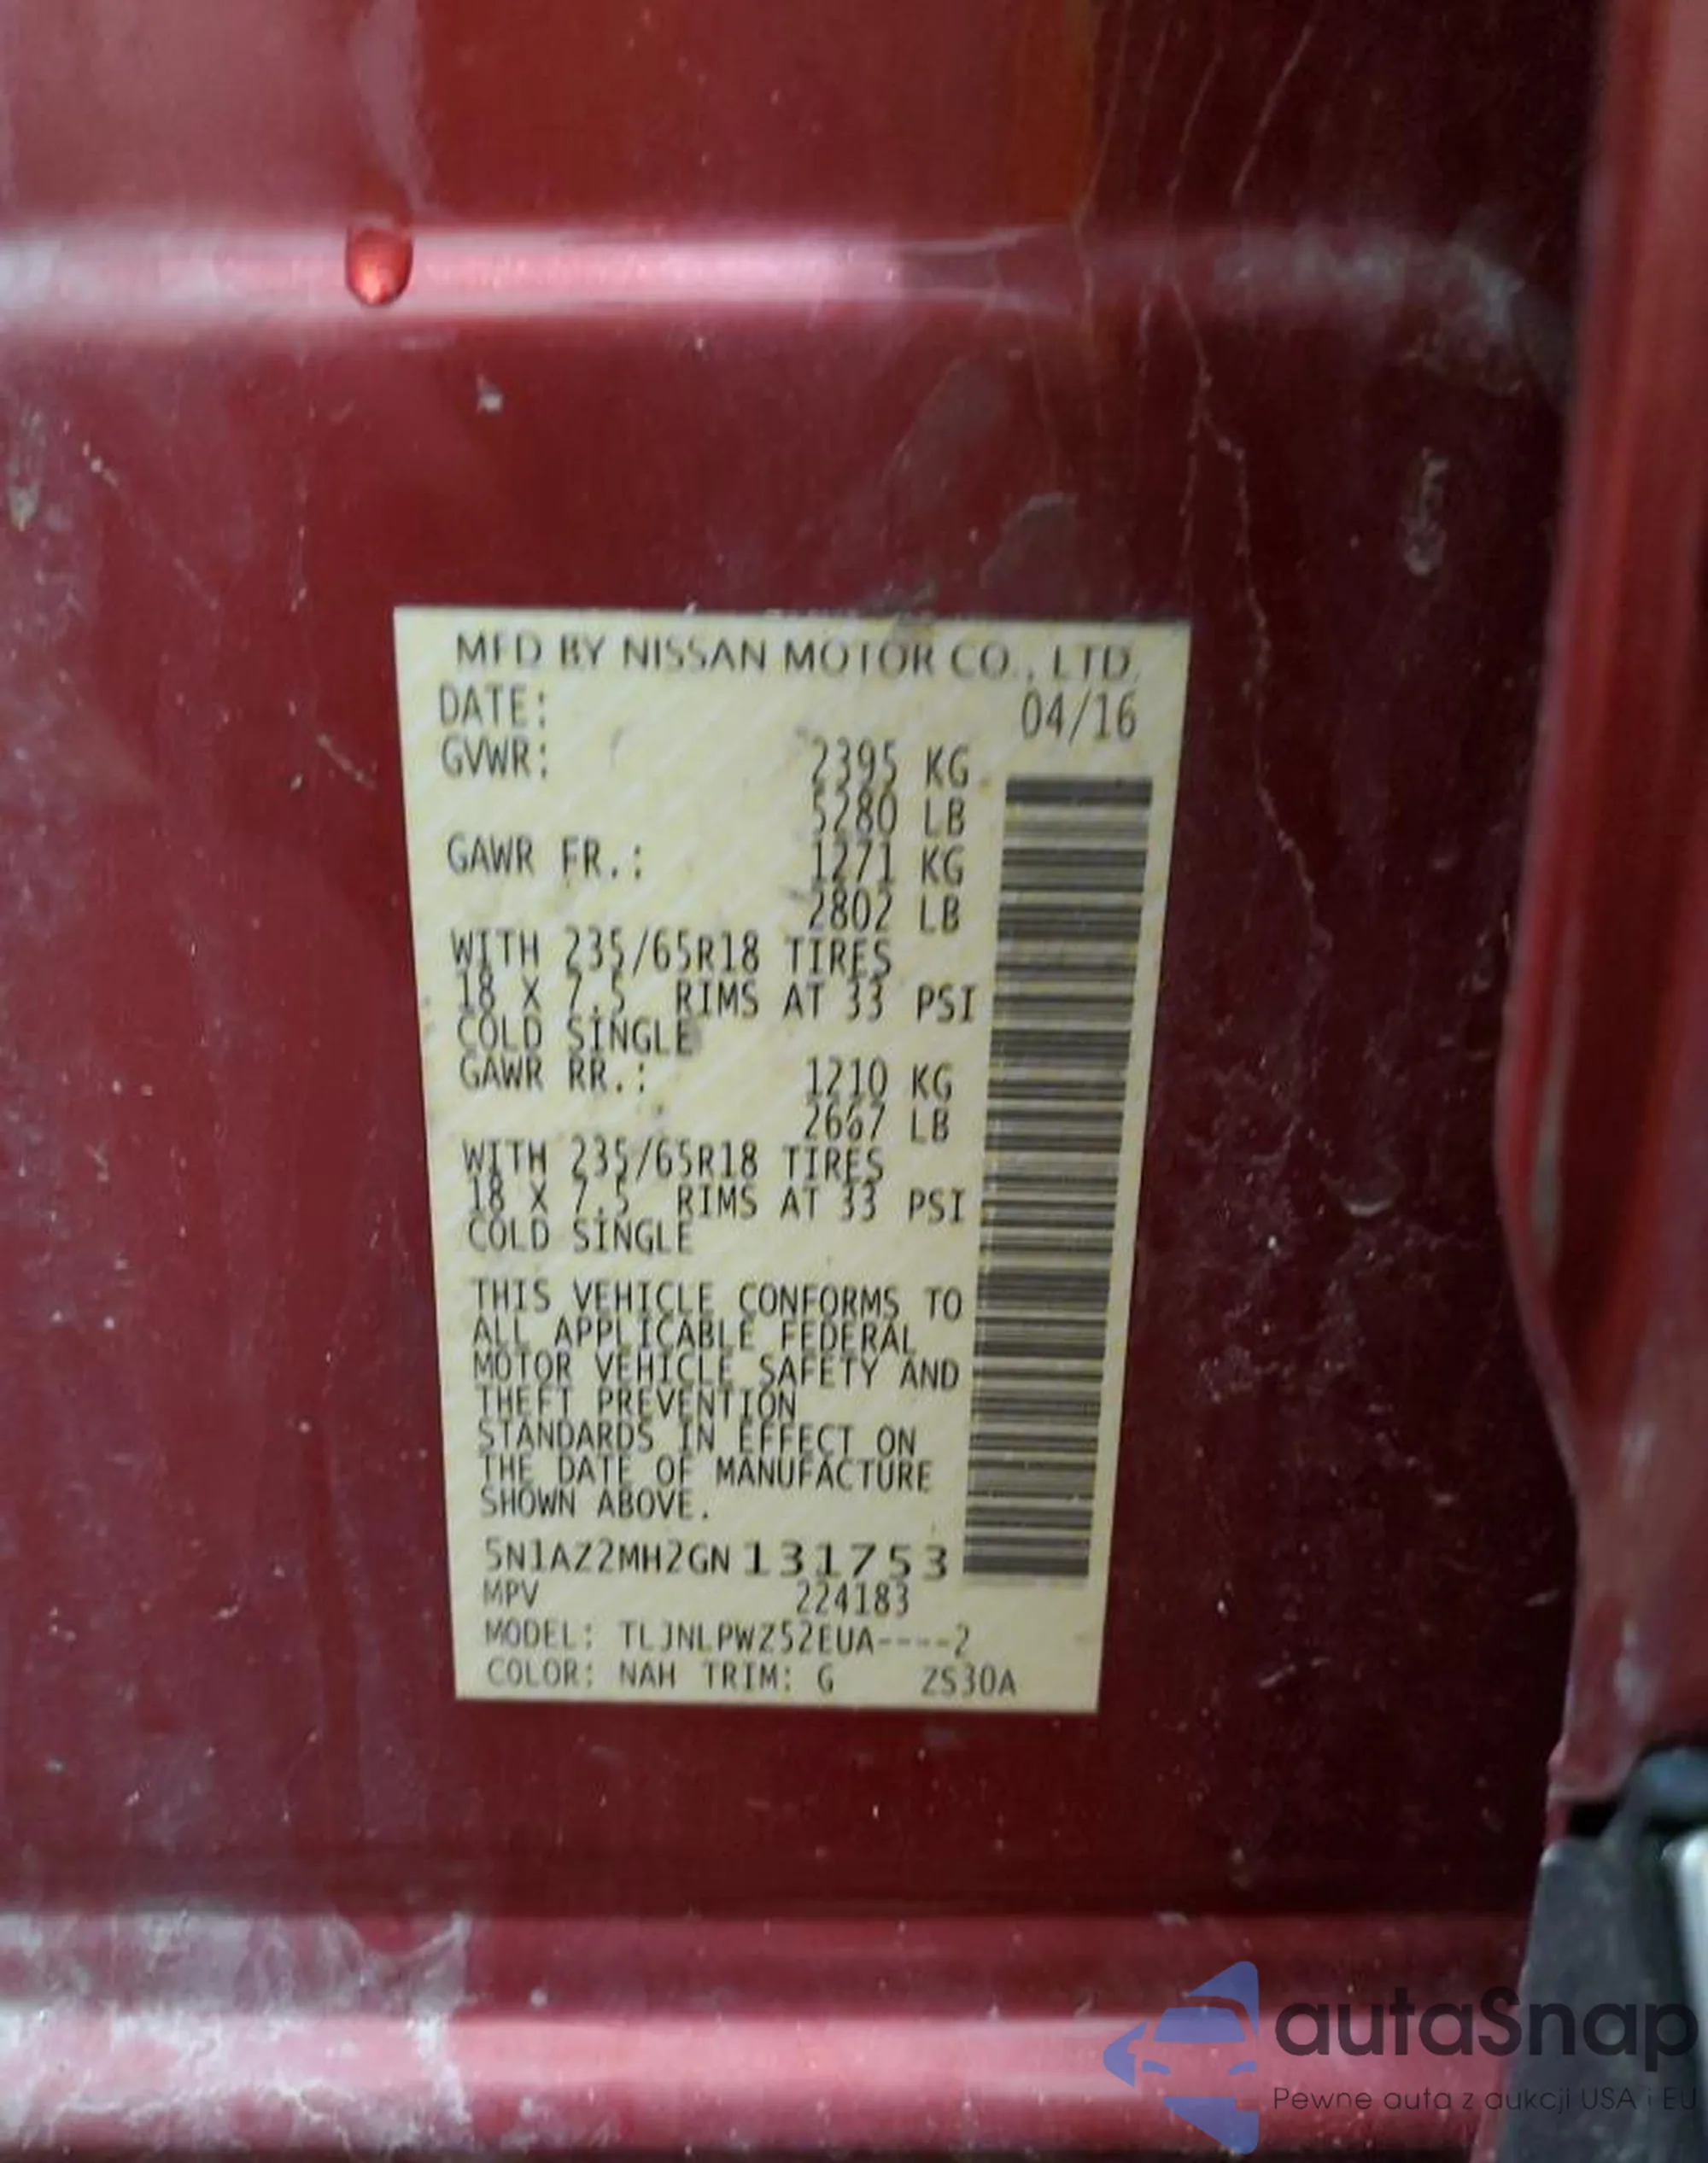 MFD BY NISSAN MOTOR CO., LTD.
DATE: 04/16
GVWR: 2395 KG
5280 LB
GAWR FR.: 1271 KG
2802 LB
WITH 235/65R18 TIRES
18 X 7.5 RIMS AT 33 PSI
COLD SINGLE
GAWR RR.: 1210 KG
2667 LB
WITH 235/65R18 TIRES
18 X 7.5 RIMS AT 33 PSI
COLD SINGLE
THIS VEHICLE CONFORMS TO
ALL APPLICABLE FEDERAL
MOTOR VEHICLE SAFETY AND
THEFT PREVENTION
STANDARDS IN EFFECT ON
THE DATE OF MANUFACTURE
SHOWN ABOVE.
5N1AZ2MH2GN131753
MPV 224183
MODEL: TLJNLPWZ52EUA----2
COLOR: NAH TRIM: G ZS30A
autaSnap
Pewne auta z aukcji USA i EU